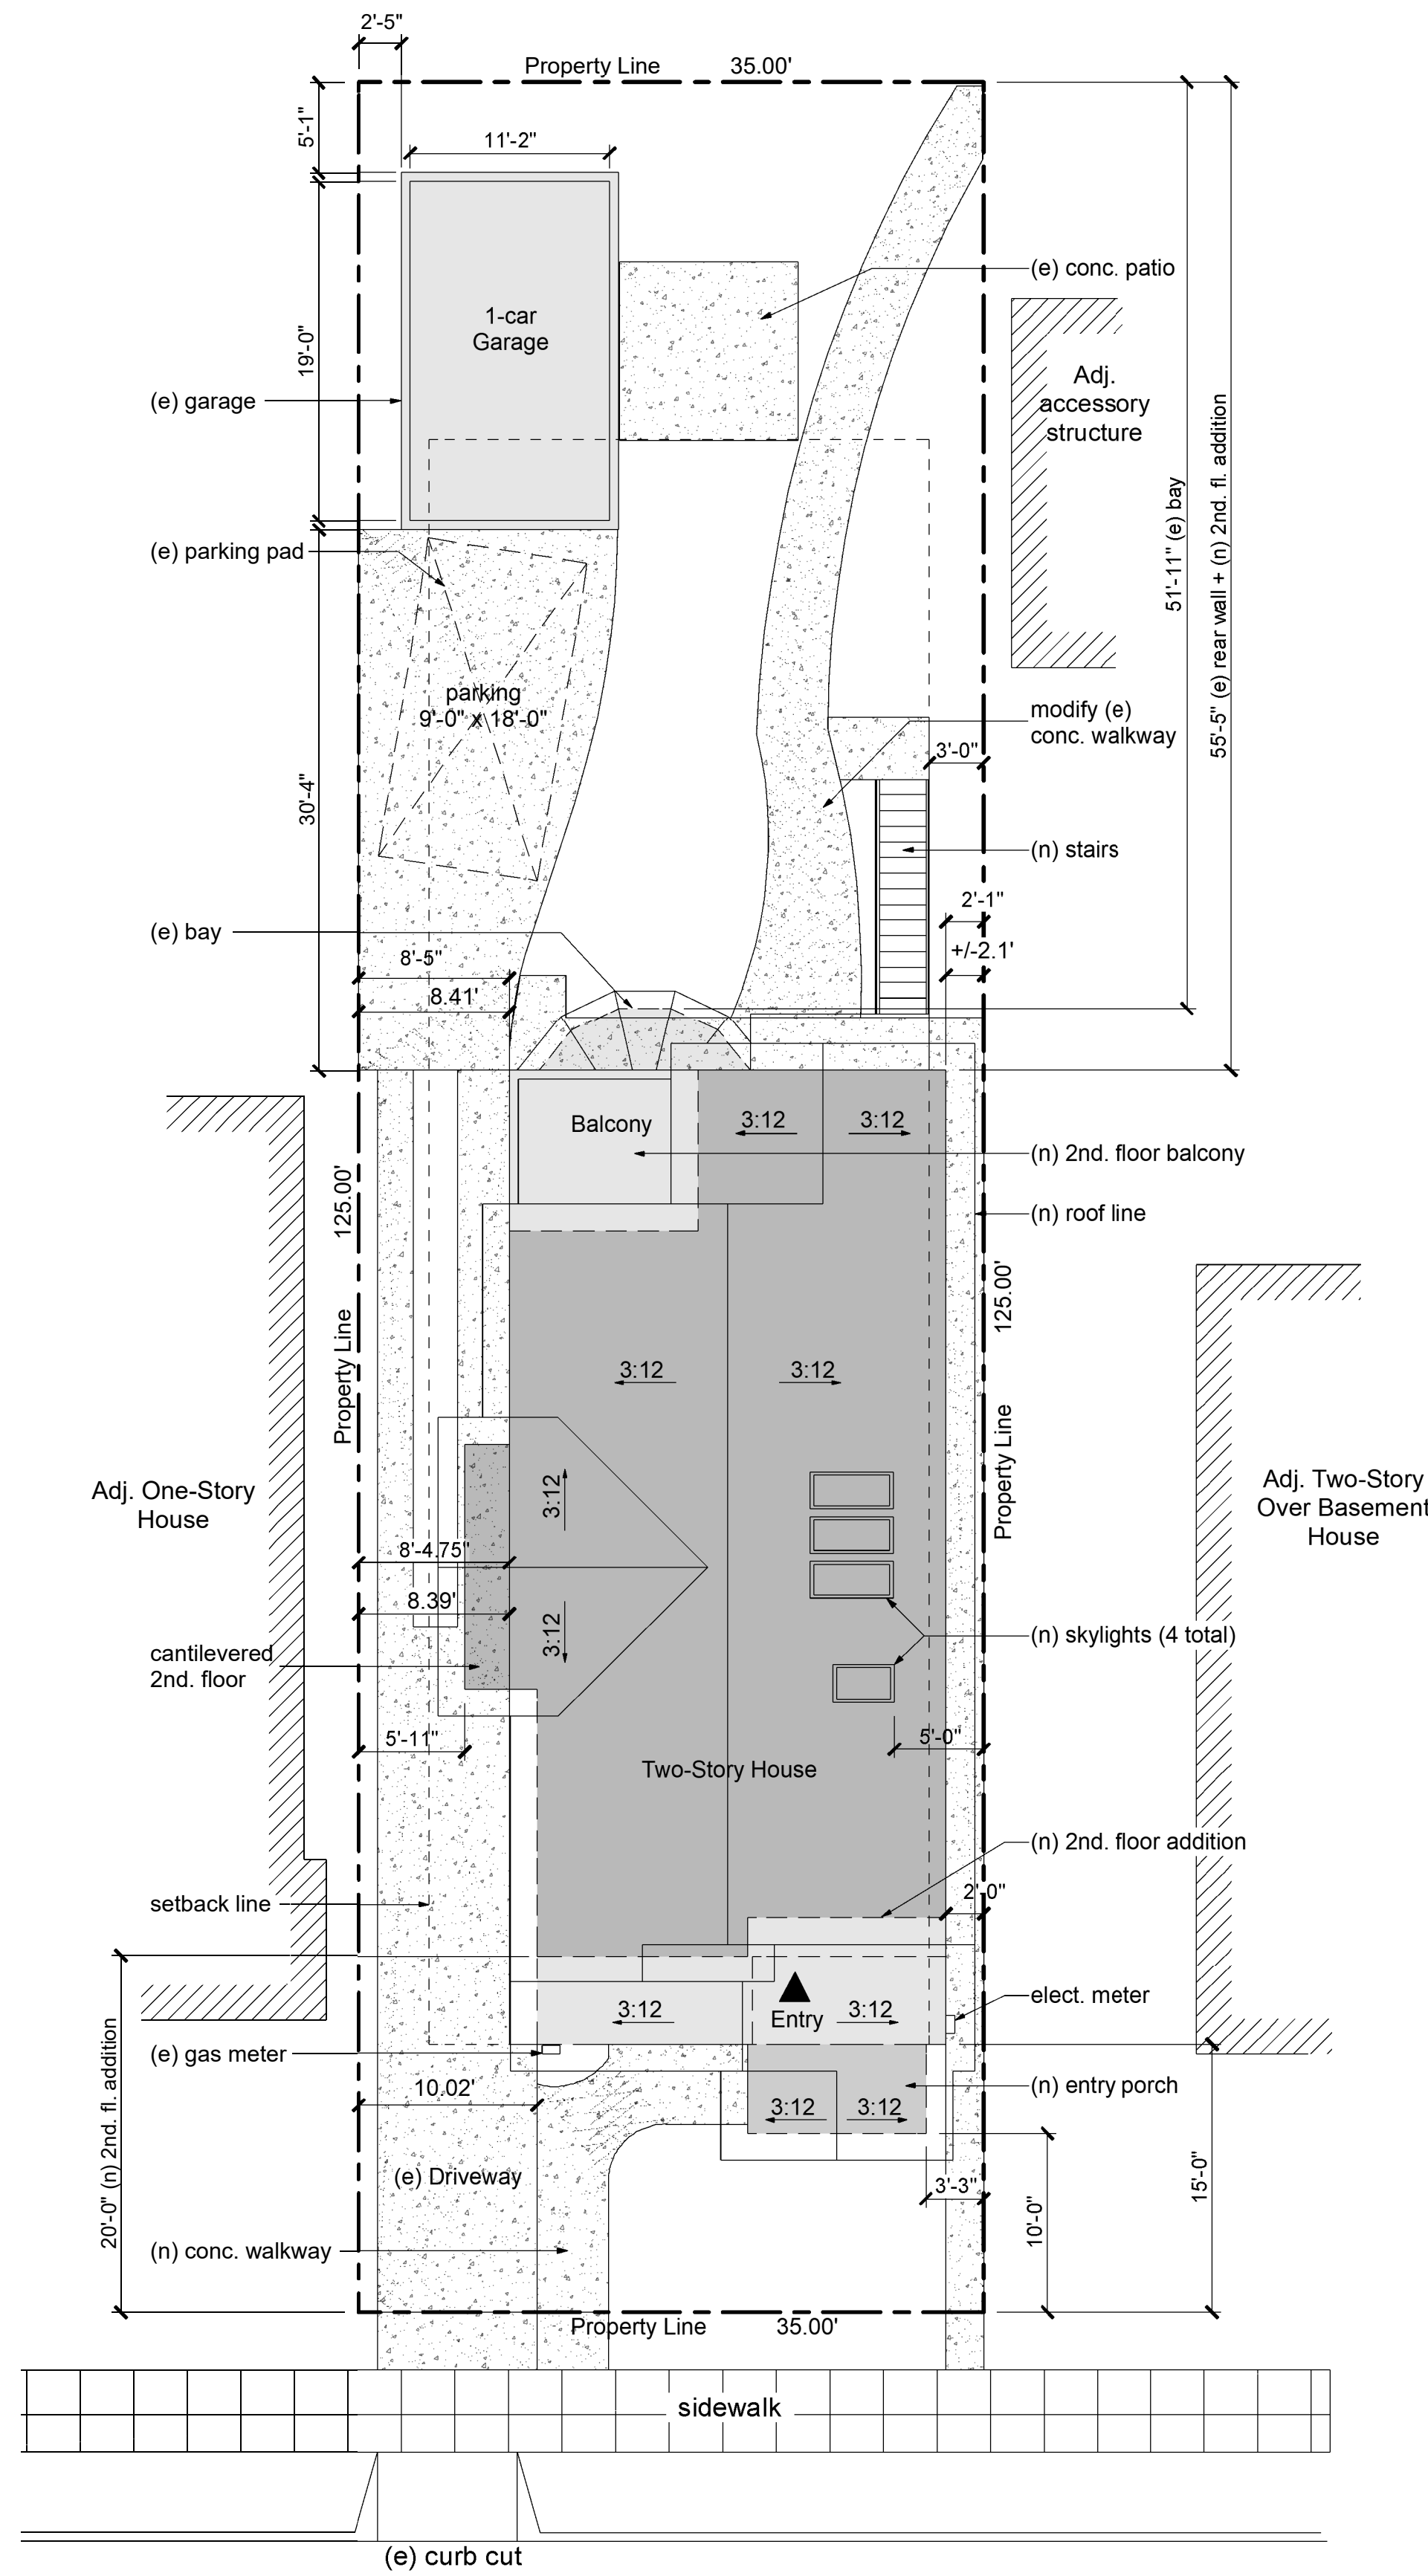 2'-5"
Property Line 35.00'
5'-1"
11'-2"
(e) conc. patio
1-car
Garage
19'-0"
Adj.
accessory
structure
(e) garage
51'-11" (e) bay
55'-5" (e) rear wall + (n) 2nd. fl. addition
(e) parking pad
parking
9'-0" x 18'-0"
modify (e)
conc. walkway
3'-0"
30'-4"
(n) stairs
2'-1"
(e) bay
+/-2.1'
8'-5"
8.41'
Balcony
3:12
3:12
(n) 2nd. floor balcony
125.00'
(n) roof line
125.00'
Property Line
3:12
3:12
Property Line
Adj. One-Story
House
Adj. Two-Story
Over Basement
House
3:12
8'-4.75"
8.39'
3:12
(n) skylights (4 total)
cantilevered
2nd. floor
5'-11"
5'-0"
Two-Story House
(n) 2nd. floor addition
setback line
2'-0"
elect. meter
3:12
Entry
3:12
20'-0" (n) 2nd. fl. addition
(e) gas meter
10.02'
(n) entry porch
3:12
3:12
(e) Driveway
3'-3"
10'-0"
15'-0"
(n) conc. walkway
Property Line 35.00'
sidewalk
(e) curb cut